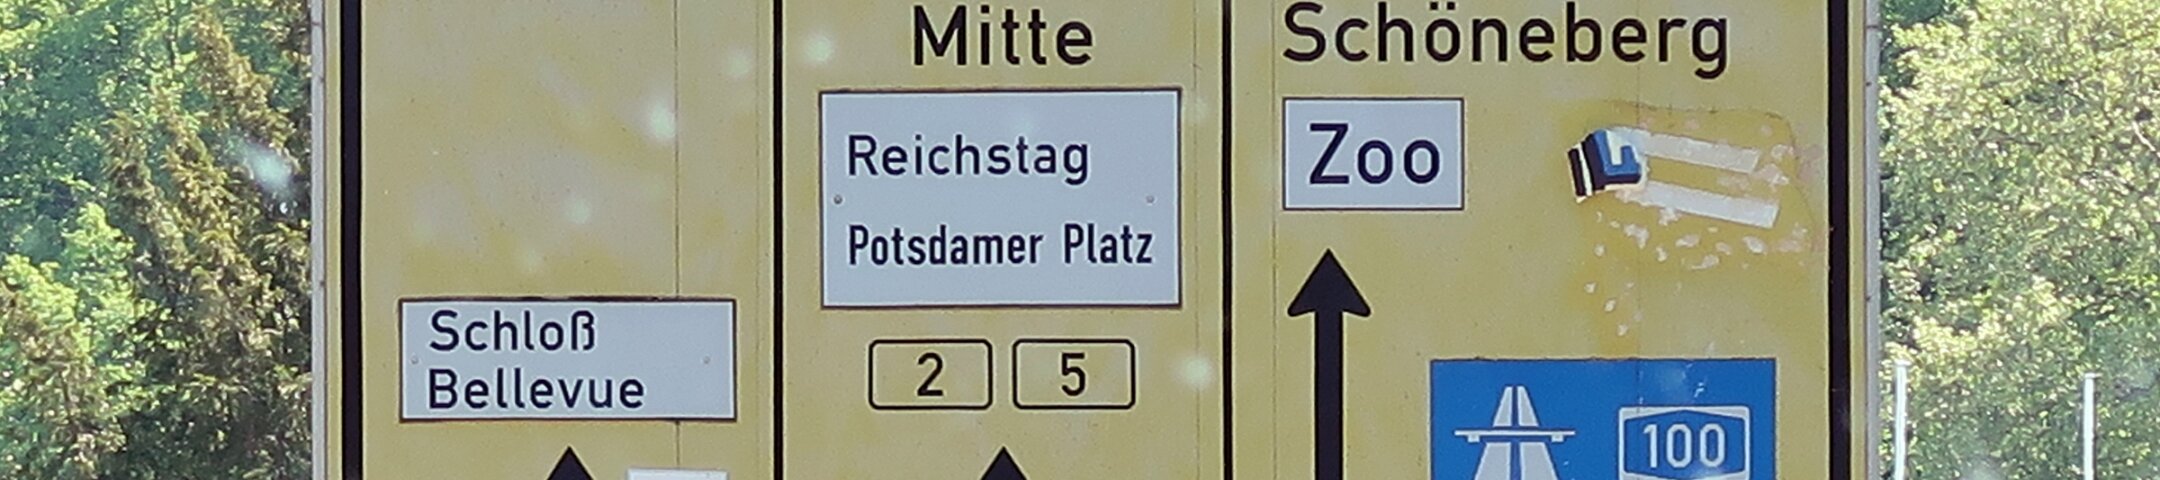 Schloß
Bellevue
Mitte
Reichstag
Potsdamer Platz
2 5
Schöneberg
Zoo
100